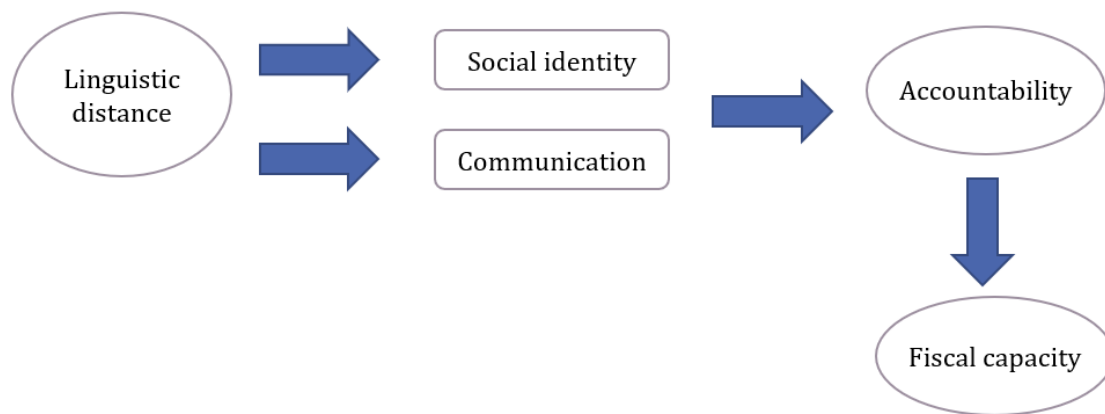 Linguistic
distance
Social identity
Communication
Accountability
Fiscal capacity